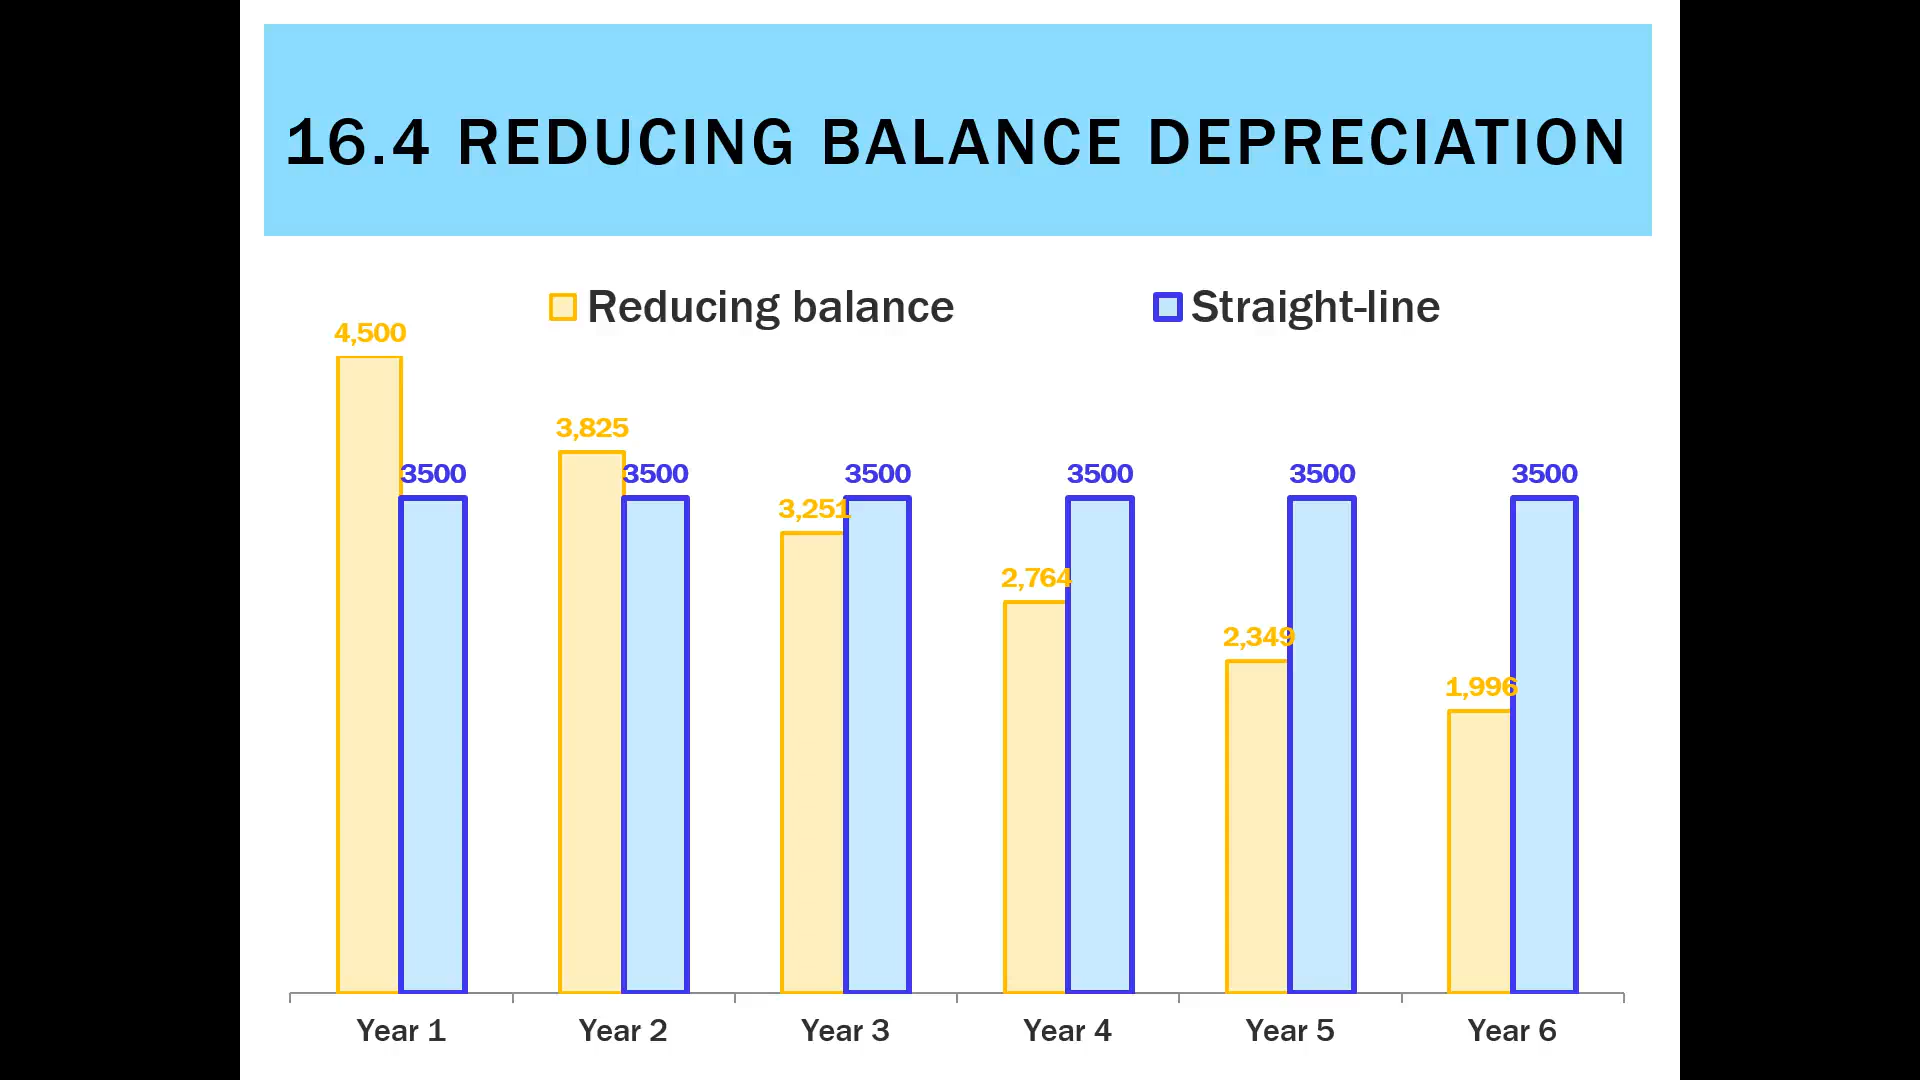 16.4 REDUCING BALANCE DEPRECIATION
Reducing balance
Straight-line
4,500
3500
3,825
3500
3,251
3500
2,764
3500
2,349
3500
1,996
3500
Year 1
Year 2
Year 3
Year 4
Year 5
Year 6